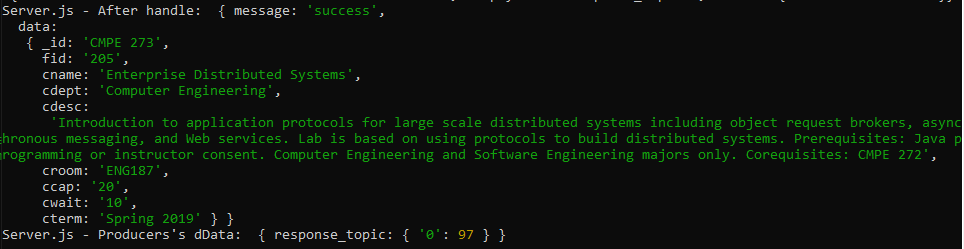 Server.js - After handle:  { message: 'success',
  data:
   { _id: 'CMPE 273',
     fid: '205',
     cname: 'Enterprise Distributed Systems',
     cdept: 'Computer Engineering',
     cdesc:
      'Introduction to application protocols for large scale distributed systems including object request brokers, async
hronous messaging, and Web services. Lab is based on using protocols to build distributed systems. Prerequisites: Java p
rogramming or instructor consent. Computer Engineering and Software Engineering majors only. Corequisites: CMPE 272',
     croom: 'ENG187',
     ccap: '20',
     cwait: '10',
     cterm: 'Spring 2019' } }
Server.js - Producers's dData:  { response_topic: { '0': 97 } }